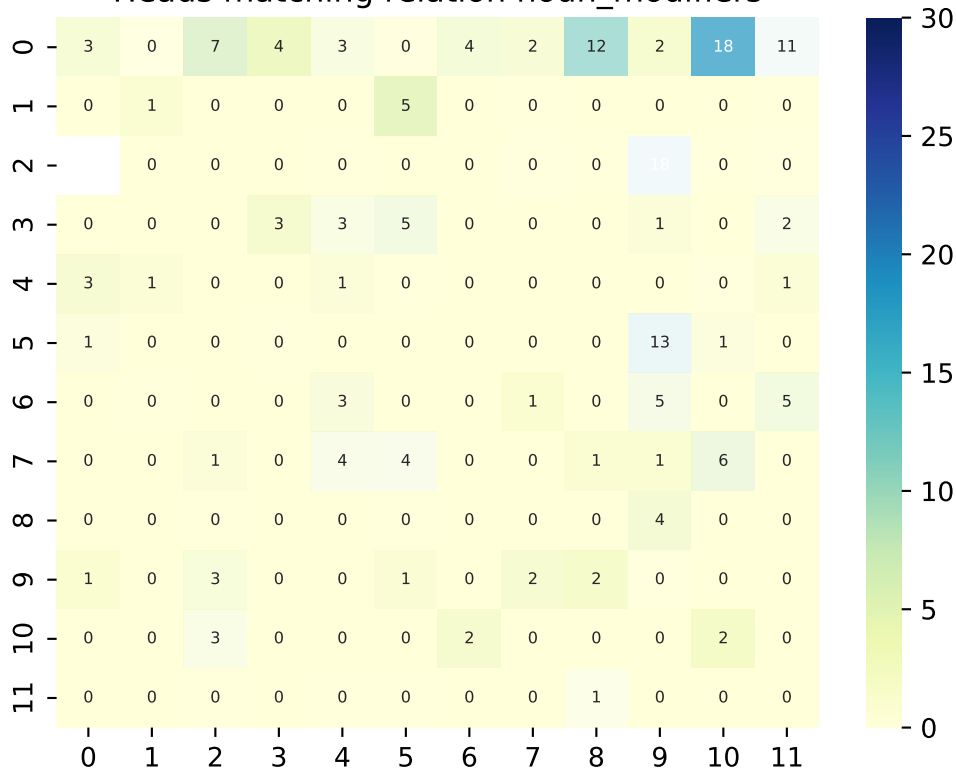 Heads matching relation noun_modifiers
0 3 0 7 4 3 0 4 2 12 2 18 11
1 0 1 0 0 0 5 0 0 0 0 0 0
2 0 0 0 0 0 0 0 0 18 0 0
3 0 0 0 3 3 5 0 0 0 1 0 2
4 3 1 0 0 1 0 0 0 0 0 0 1
5 1 0 0 0 0 0 0 0 0 13 1 0
6 0 0 0 0 3 0 0 1 0 5 0 5
7 0 0 1 0 4 4 0 0 1 1 6 0
8 0 0 0 0 0 0 0 0 0 4 0 0
9 1 0 3 0 0 1 0 2 2 0 0 0
10 0 0 3 0 0 0 2 0 0 0 2 0
11 0 0 0 0 0 0 0 0 1 0 0 0
0 1 2 3 4 5 6 7 8 9 10 11
30
25
20
15
10
5
0